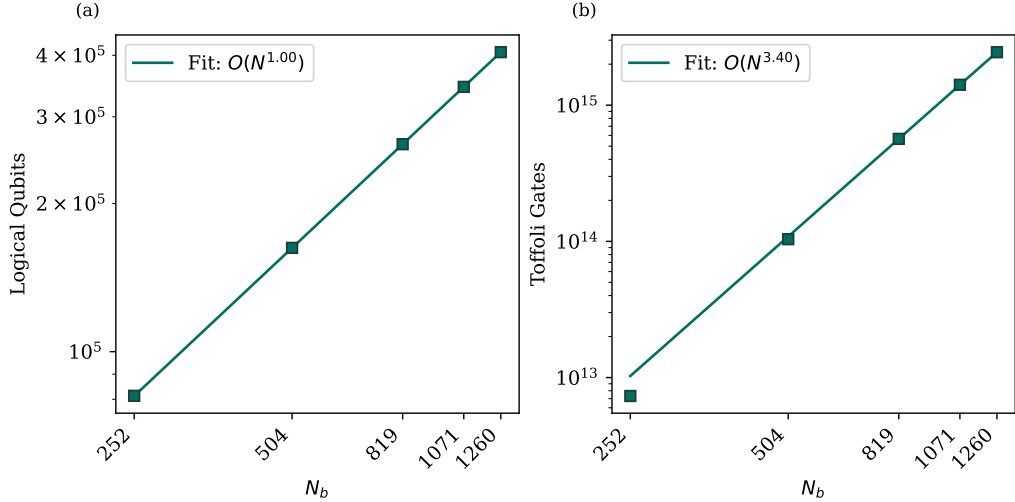 (a)
Fit: O(N^1.00)
4 × 10^5
3 × 10^5
2 × 10^5
10^5
Logical Qubits
252
504
819
1071
1260
N_b
(b)
Fit: O(N^3.40)
10^15
10^14
10^13
Toffoli Gates
252
504
819
1071
1260
N_b